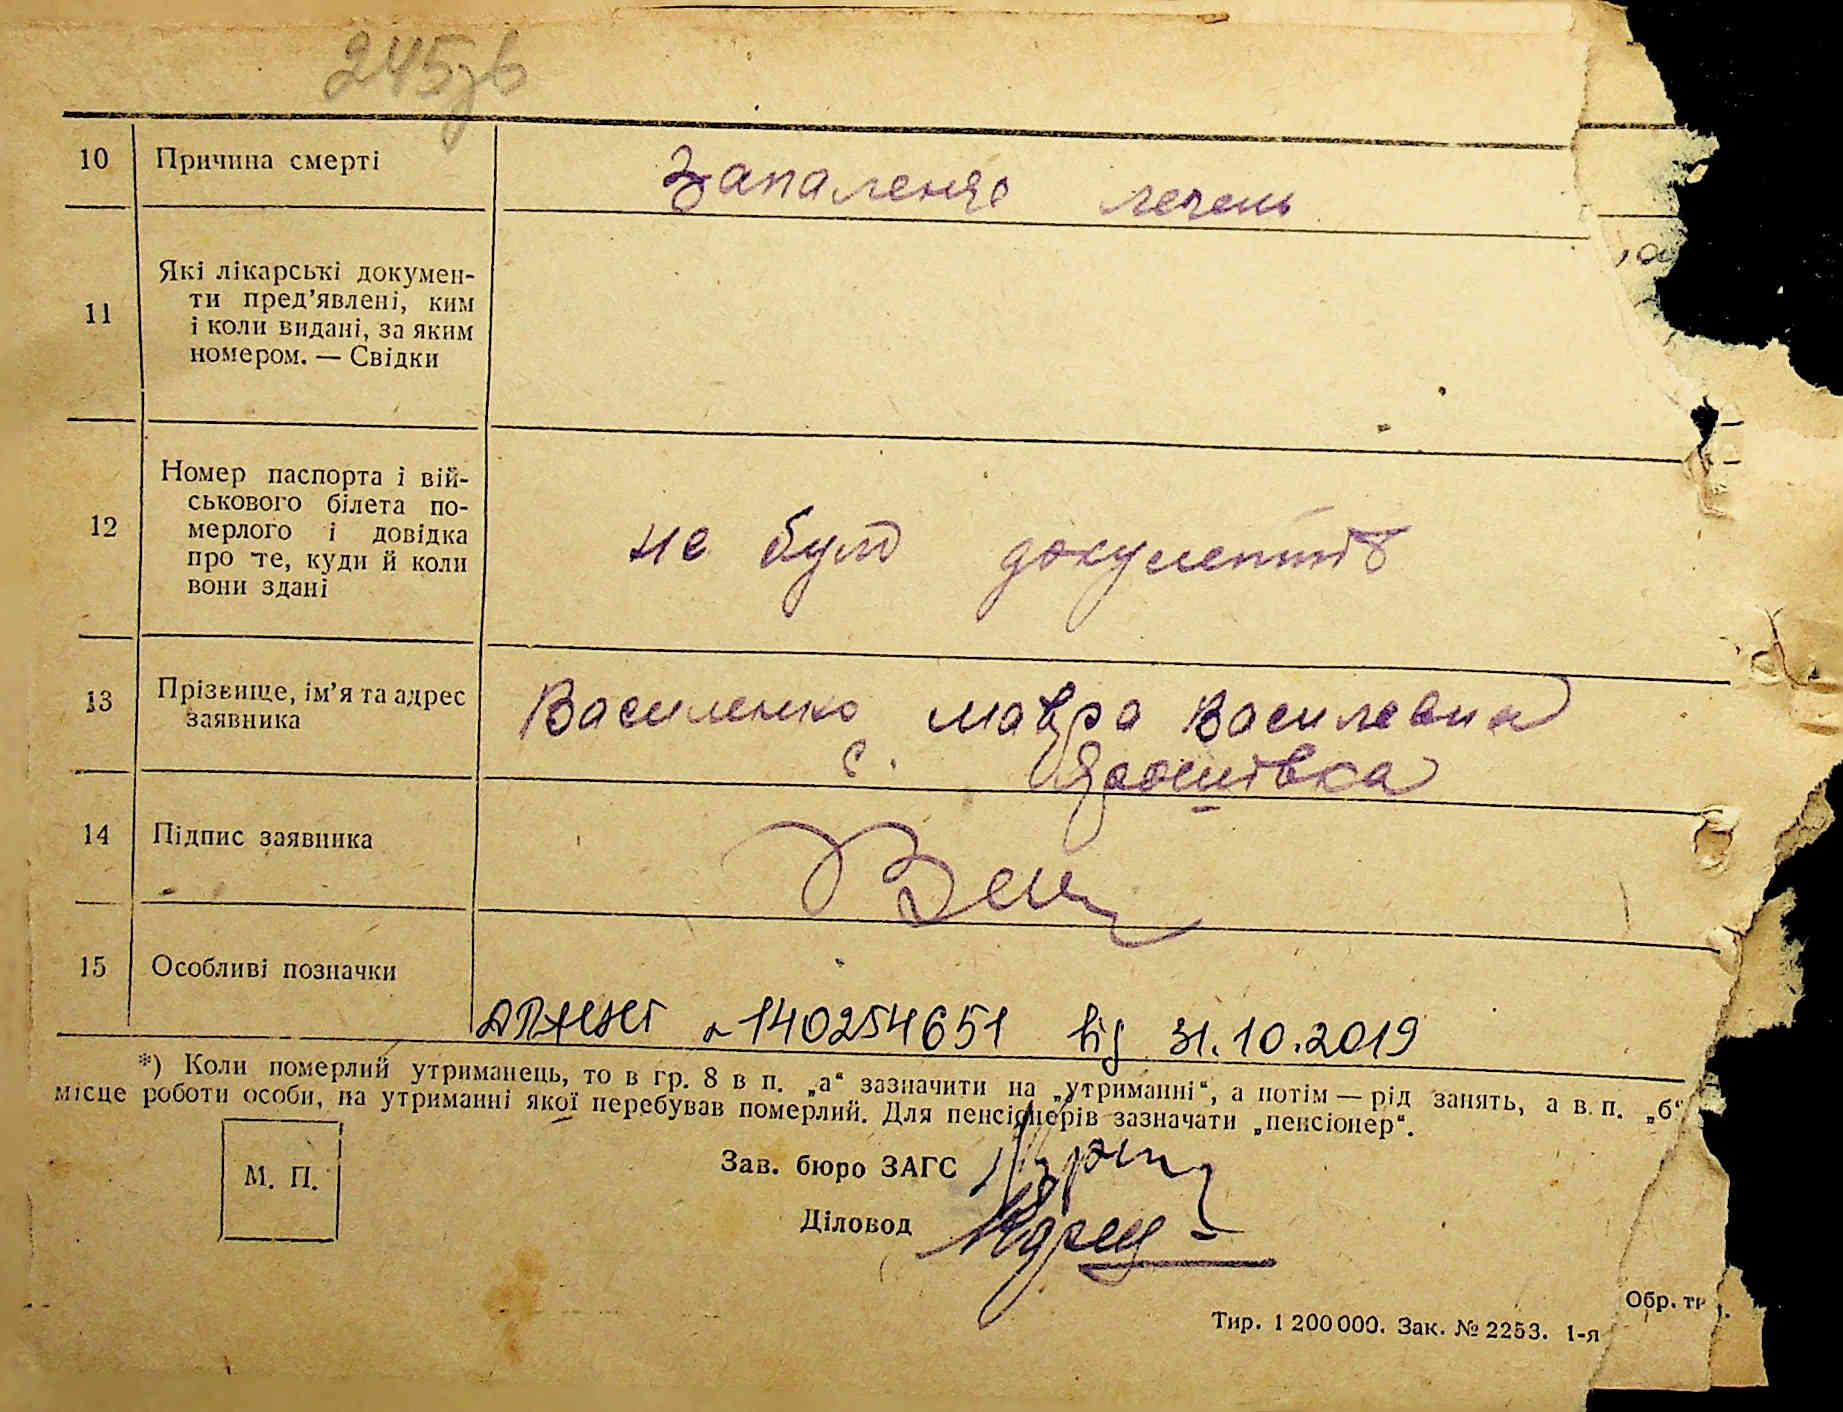 245зв
10 Причина смерті Запаленя легень
11 Які лікарські докумен-
ти пред’явлені, ким
і коли видані, за яким
номером. — Свідки
12 Номер паспорта і вій-
ськового білета по-
мерлого і довідка
про те, куди й коли
вони здані
не було документів
13 Прізвище, ім’я та адрес
заявника
Василенко Мавра Василевна
с. Ярошівка
14 Підпис заявника
15 Особливі позначки
140254651 від 31.10.2019
*) Коли померлий утриманець, то в гр. 8 в п. „а“ зазначити на „утриманні“, а потім — рід занять, а в. п. „б“
місце роботи особи, на утриманні якої перебував померлий. Для пенсіонерів зазначати „пенсіонер“.
М. П.
Зав. бюро ЗАГС
Діловод
Обр. тр
Тир. 1 200 000. Зак. № 2253. 1-я